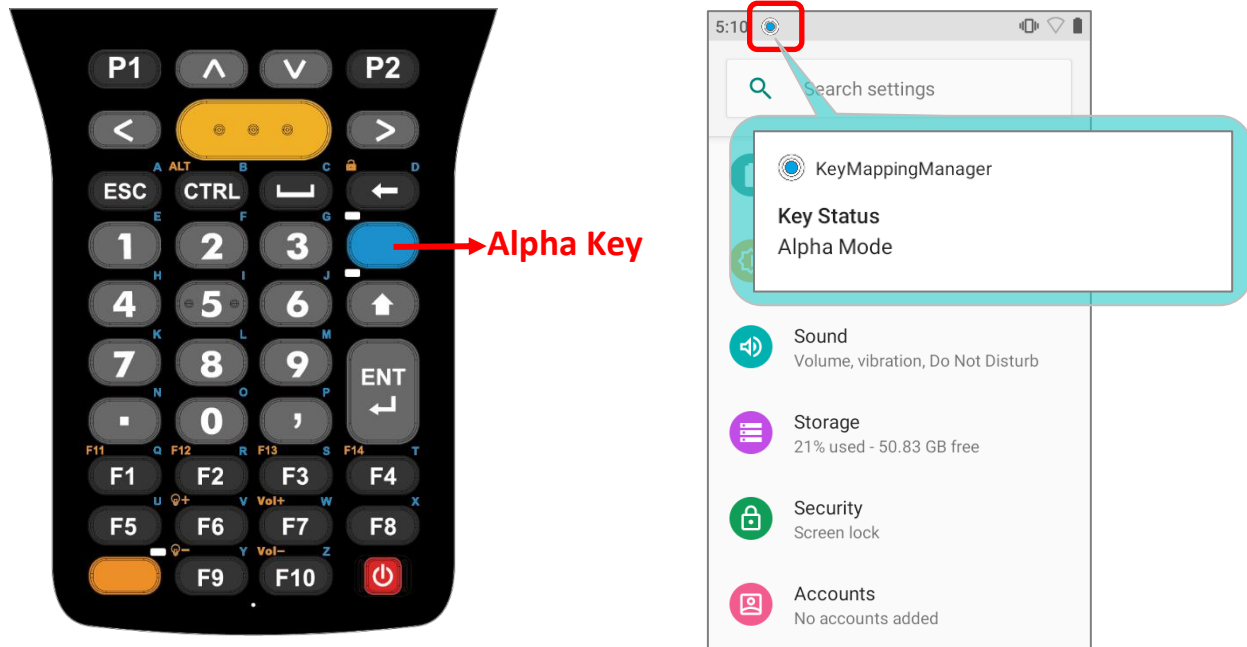 P1 P2
A ALT B C D
ESC CTRL
E F G
1 2 3
Alpha Key
H I J
4 5 6
K L M
7 8 9 ENT
N O P
. 0 ,
F11 Q F12 R F13 S F14 T
F1 F2 F3 F4
U + V Vol+ W X
F5 F6 F7 F8
- Y Vol- Z
F9 F10
5:10
Search settings
KeyMappingManager
Key Status
Alpha Mode
Sound
Volume, vibration, Do Not Disturb
Storage
21% used - 50.83 GB free
Security
Screen lock
Accounts
No accounts added